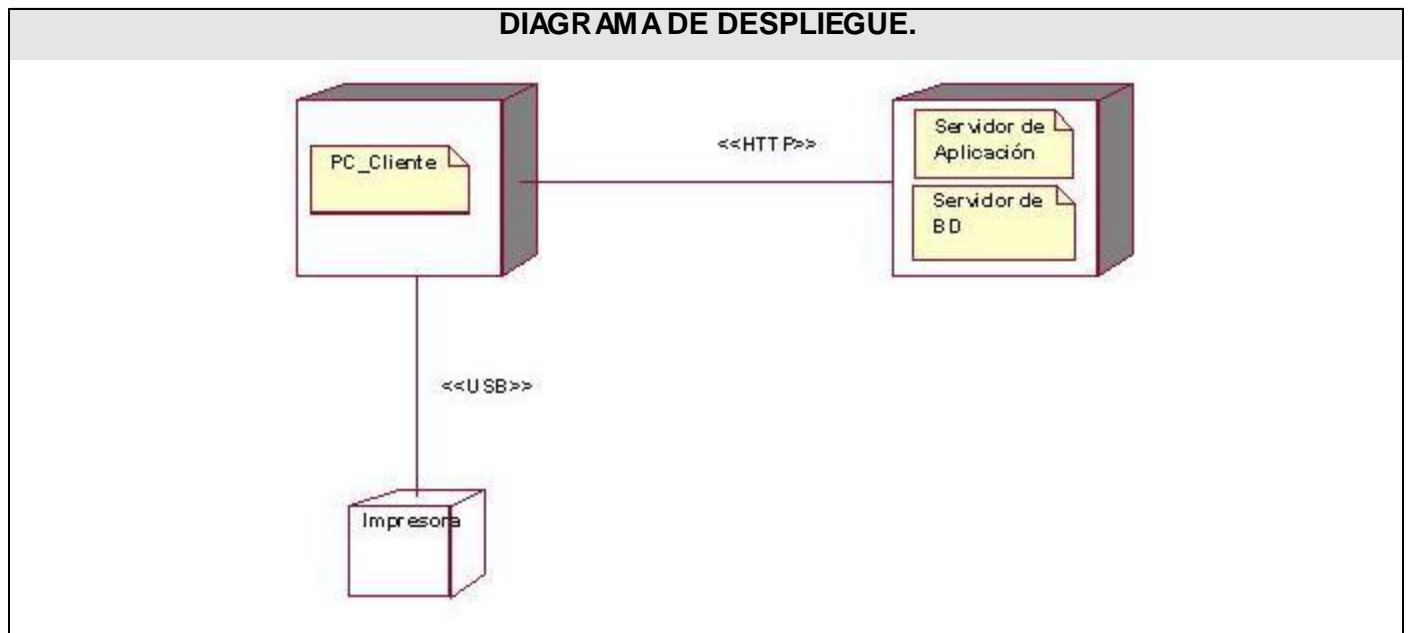 DIAGRAMA DE DESPLIEGUE.
PC_Cliente
<<HTTP>>
Servidor de
Aplicación
Servidor de
BD
<<USB>>
Impresora